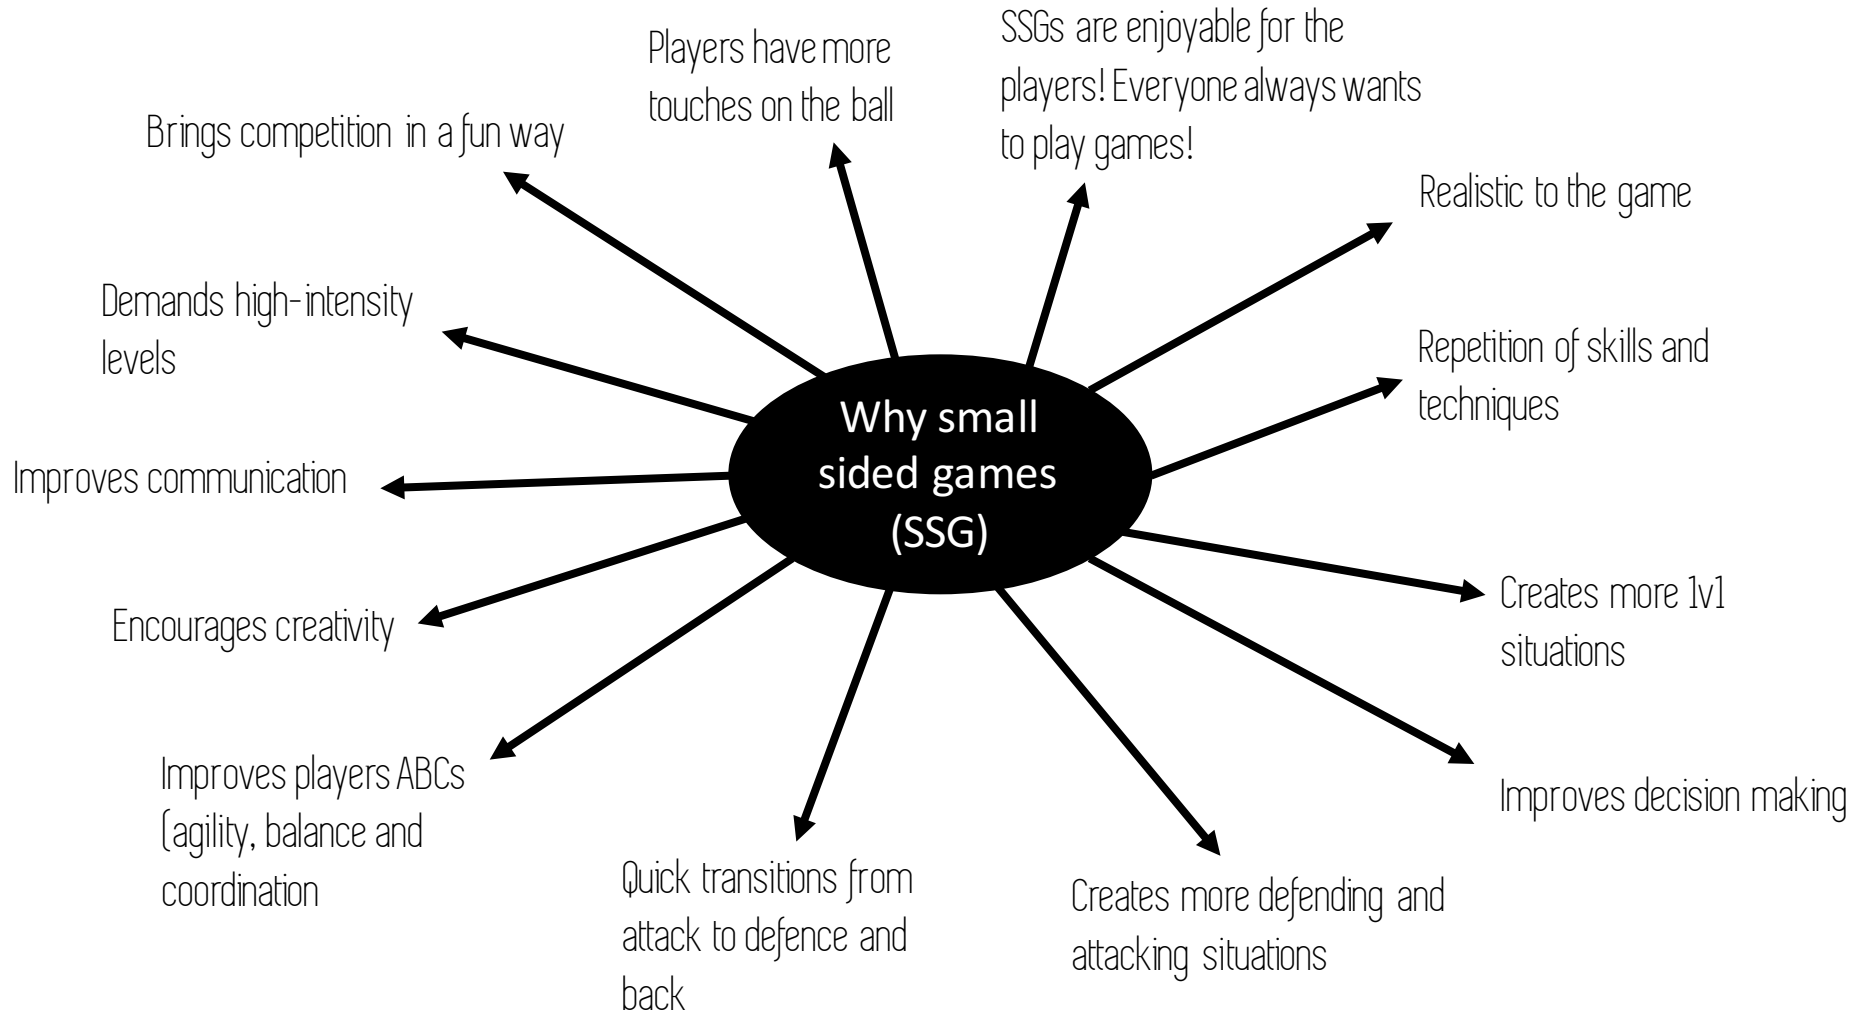 Why small
sided games
(SSG)
Players have more
touches on the ball
SSGs are enjoyable for the
players! Everyone always wants
to play games!
Realistic to the game
Repetition of skills and
techniques
Creates more 1v1
situations
Improves decision making
Creates more defending and
attacking situations
Quick transitions from
attack to defence and
back
Improves players ABCs
(agility, balance and
coordination
Encourages creativity
Improves communication
Demands high-intensity
levels
Brings competition in a fun way